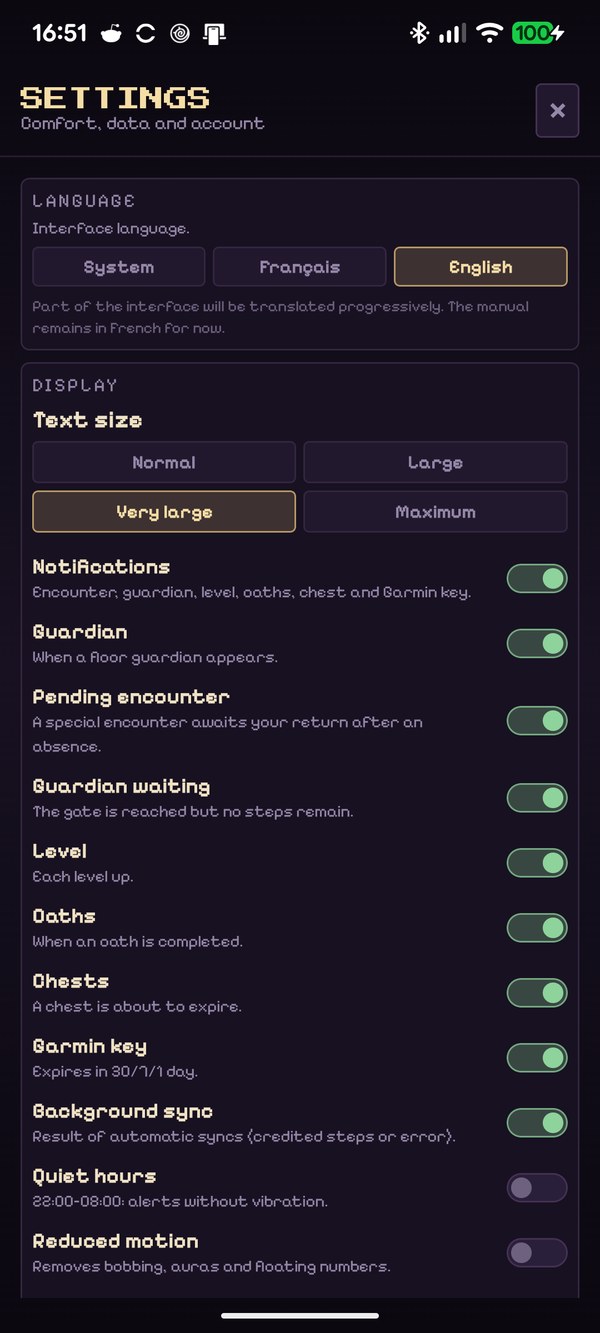 16:51
100
SETTINGS
Comfort, data and account
×
LANGUAGE
Interface language.
System
Français
English
Part of the interface will be translated progressively. The manual
remains in French for now.
DISPLAY
Text size
Normal
Large
Very large
Maximum
Notifications
Encounter, guardian, level, oaths, chest and Garmin key.
Guardian
When a floor guardian appears.
Pending encounter
A special encounter awaits your return after an
absence.
Guardian waiting
The gate is reached but no steps remain.
Level
Each level up.
Oaths
When an oath is completed.
Chests
A chest is about to expire.
Garmin key
Expires in 30/7/1 day.
Background sync
Result of automatic syncs (credited steps or error).
Quiet hours
22:00-08:00: alerts without vibration.
Reduced motion
Removes bobbing, auras and floating numbers.